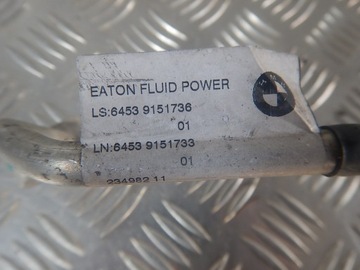 EATON FLUID POWER
LS:6453 9151736
01
LN:6453 9151733
01
234982 11